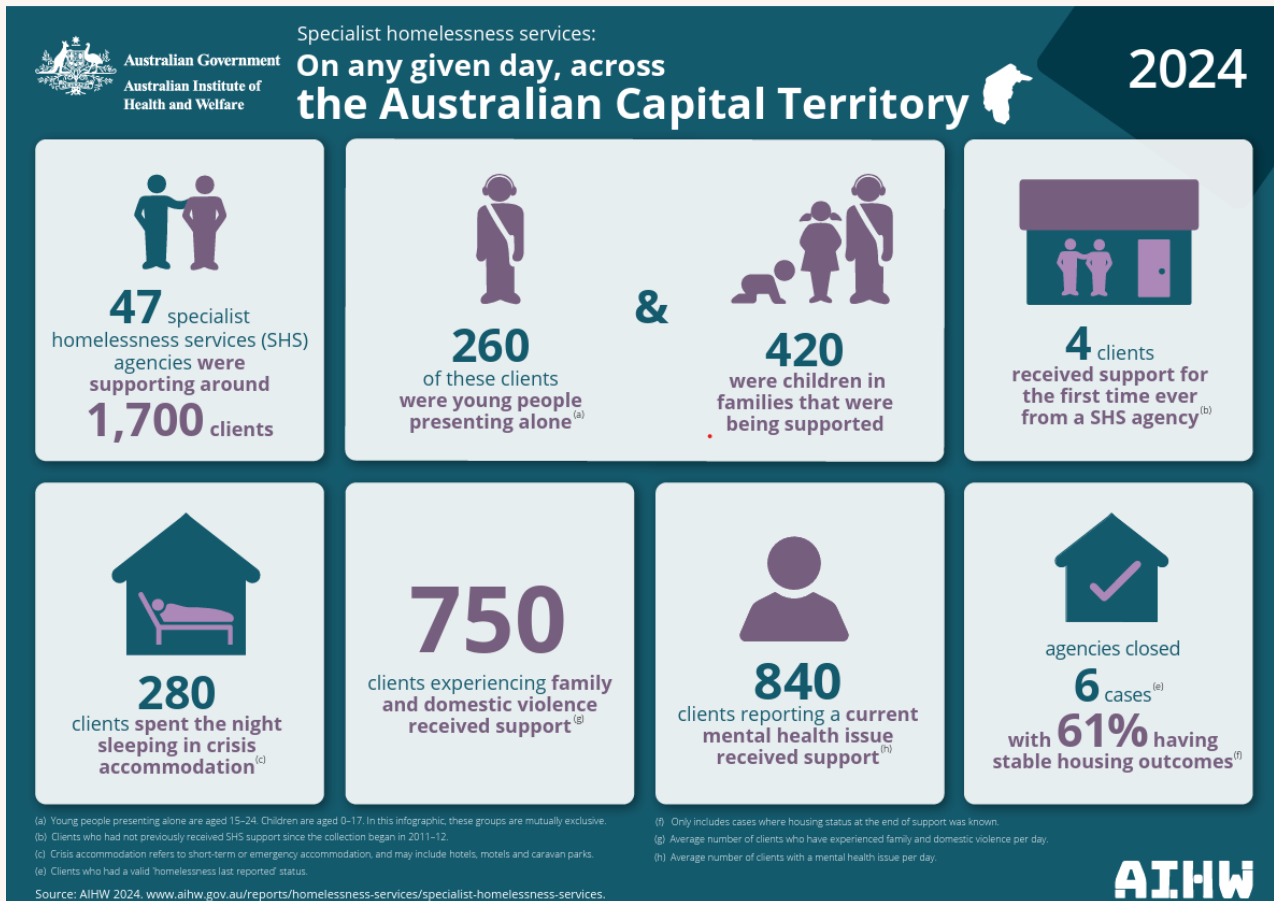 Australian Government
Australian Institute of
Health and Welfare
Specialist homelessness services:
On any given day, across
the Australian Capital Territory
2024
47 specialist
homelessness services (SHS)
agencies were
supporting around
1,700 clients
260
of these clients
were young people
presenting alone(a)
&
420
were children in
families that were
being supported
4 clients
received support for
the first time ever
from a SHS agency(b)
280
clients spent the night
sleeping in crisis
accommodation(c)
750
clients experiencing family
and domestic violence
received support(g)
840
clients reporting a current
mental health issue
received support(h)
agencies closed
6 cases(e)
with 61% having
stable housing outcomes(f)
(a) Young people presenting alone are aged 15–24. Children are aged 0–17. In this infographic, these groups are mutually exclusive.
(b) Clients who had not previously received SHS support since the collection began in 2011–12.
(c) Crisis accommodation refers to short-term or emergency accommodation, and may include hotels, motels and caravan parks.
(e) Clients who had a valid 'homelessness last reported' status.
(f) Only includes cases where housing status at the end of support was known.
(g) Average number of clients who have experienced family and domestic violence per day.
(h) Average number of clients with a mental health issue per day.
Source: AIHW 2024. www.aihw.gov.au/reports/homelessness-services/specialist-homelessness-services.
AIHW